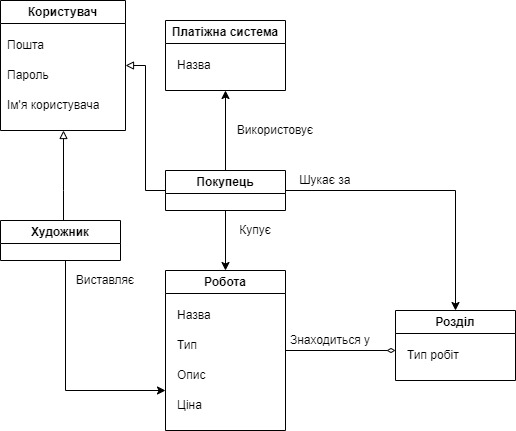 Користувач
Пошта
Пароль
Ім'я користувача
Платіжна система
Назва
Використовує
Покупець
Шукає за
Художник
Купує
Виставляє
Робота
Назва
Тип
Опис
Ціна
Знаходиться у
Розділ
Тип робіт